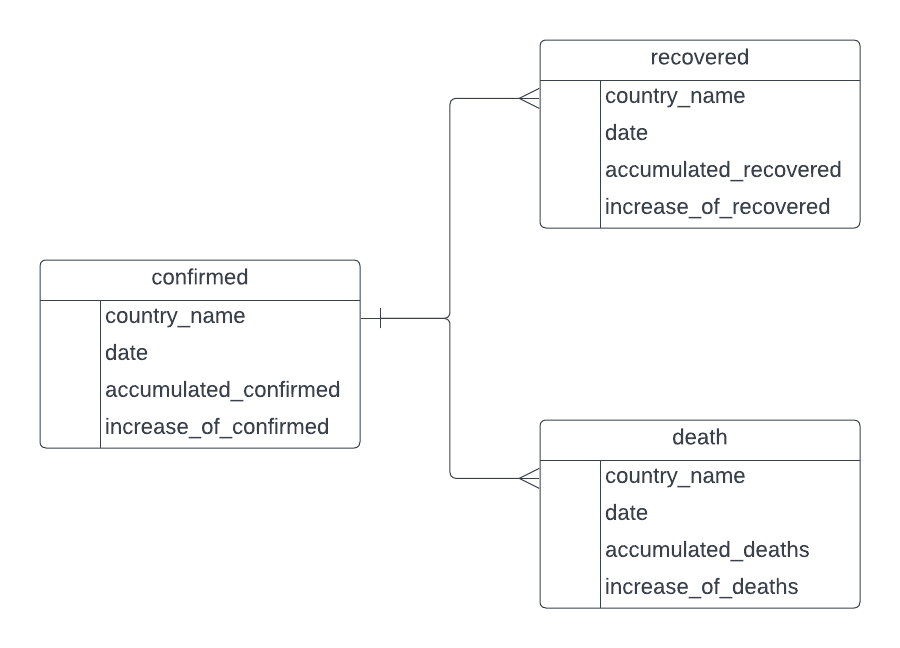 recovered
country_name
date
accumulated_recovered
increase_of_recovered
confirmed
country_name
date
accumulated_confirmed
increase_of_confirmed
death
country_name
date
accumulated_deaths
increase_of_deaths